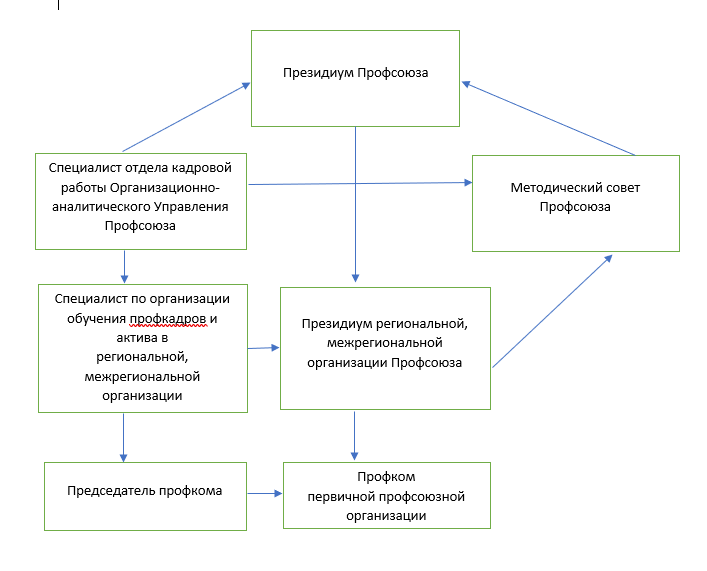 Президиум Профсоюза
Специалист отдела кадровой
работы Организационно-
аналитического Управления
Профсоюза
Методический совет
Профсоюза
Специалист по организации
обучения профкадров и
актива в
региональной,
межрегиональной
организации
Президиум региональной,
межрегиональной
организации Профсоюза
Председатель профкома
Профком
первичной профсоюзной
организации